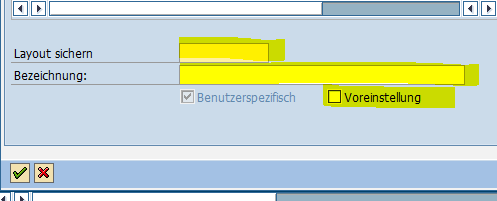 Layout sichern
Bezeichnung:
Benutzerspezifisch Voreinstellung